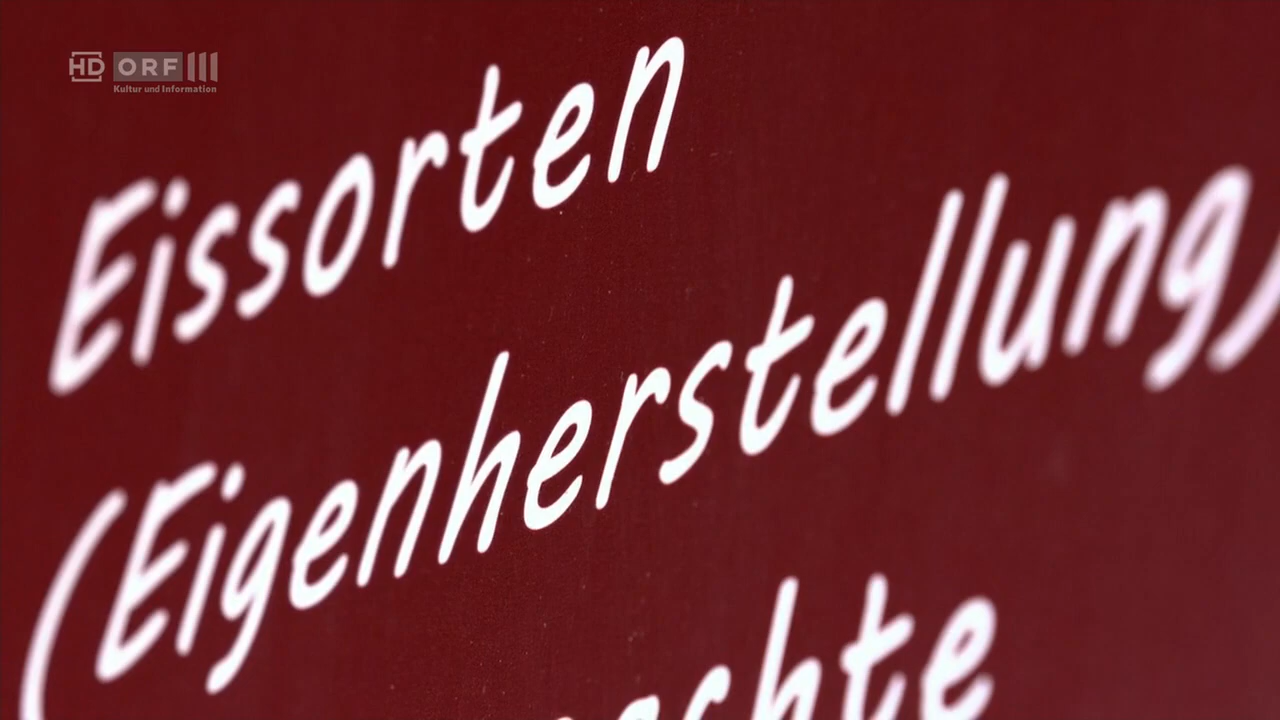 HD ORF III
Kultur und Information
Eissorten
(Eigenherstellung)